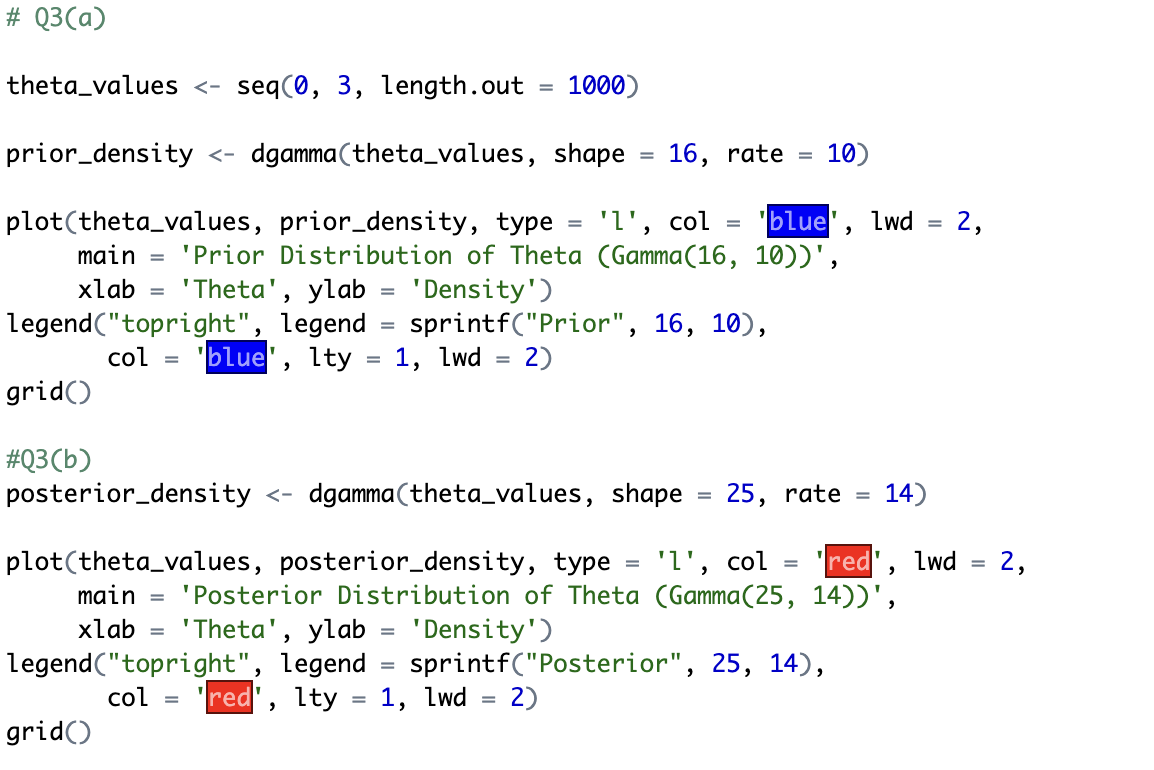 # Q3(a)
theta_values <- seq(0, 3, length.out = 1000)
prior_density <- dgamma(theta_values, shape = 16, rate = 10)
plot(theta_values, prior_density, type = 'l', col = 'blue', lwd = 2,
     main = 'Prior Distribution of Theta (Gamma(16, 10))',
     xlab = 'Theta', ylab = 'Density')
legend("topright", legend = sprintf("Prior", 16, 10),
       col = 'blue', lty = 1, lwd = 2)
grid()
#Q3(b)
posterior_density <- dgamma(theta_values, shape = 25, rate = 14)
plot(theta_values, posterior_density, type = 'l', col = 'red', lwd = 2,
     main = 'Posterior Distribution of Theta (Gamma(25, 14))',
     xlab = 'Theta', ylab = 'Density')
legend("topright", legend = sprintf("Posterior", 25, 14),
       col = 'red', lty = 1, lwd = 2)
grid()